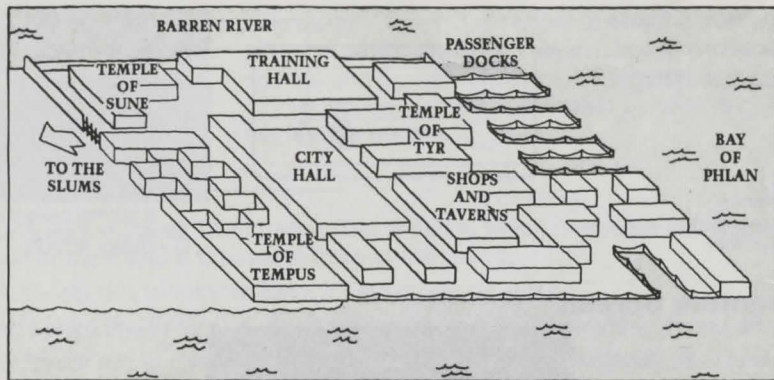 BARREN RIVER
PASSENGER
DOCKS
TEMPLE
OF
SUNE
TRAINING
HALL
TEMPLE
OF
TYR
TO THE
SLUMS
CITY
HALL
SHOPS
AND
TAVERNS
BAY
OF
PHLAN
TEMPLE
OF
TEMPUS